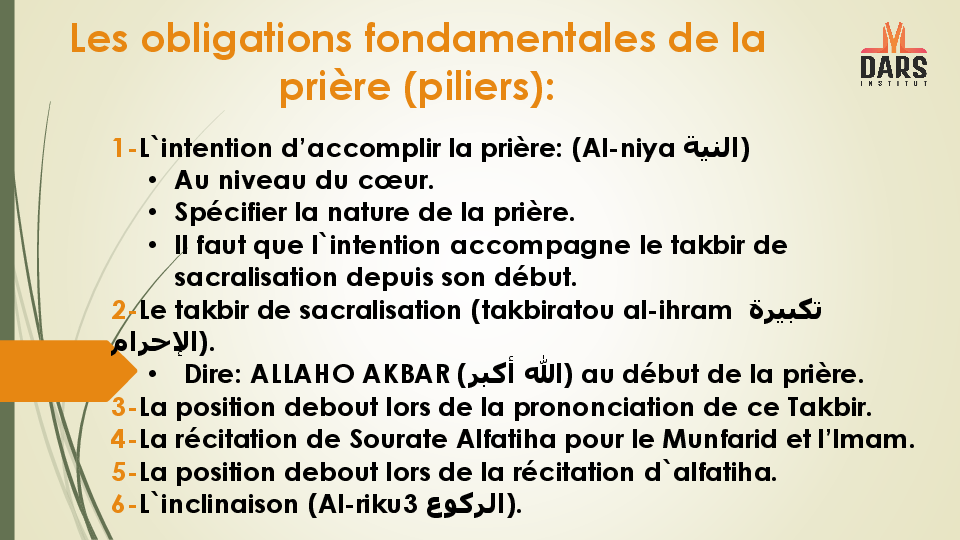 Les obligations fondamentales de la
prière (piliers):
DARS
INSTITUT
1-L`intention d’accomplir la prière: (Al-niya النية)
• Au niveau du cœur.
• Spécifier la nature de la prière.
• Il faut que l`intention accompagne le takbir de
sacralisation depuis son début.
2-Le takbir de sacralisation (takbiratou al-ihram تكبيرة
الإحرام).
• Dire: ALLAHO AKBAR (الله أكبر) au début de la prière.
3-La position debout lors de la prononciation de ce Takbir.
4-La récitation de Sourate Alfatiha pour le Munfarid et l’Imam.
5-La position debout lors de la récitation d`alfatiha.
6-L`inclinaison (Al-riku3 الركوع).